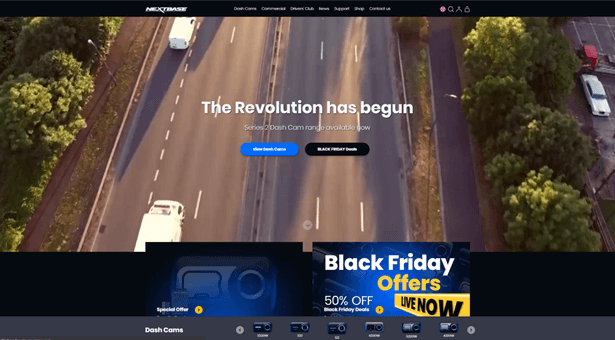 NEXTBASE
Dash Cams Commercial Drivers' Club News Support Shop Contact us
The Revolution has begun
Series 2 Dash Cam range available now
View Dash Cams
BLACK FRIDAY Deals
Special Offer
Black Friday
Offers
50% OFF
Black Friday Deals
LIVE NOW
Dash Cams